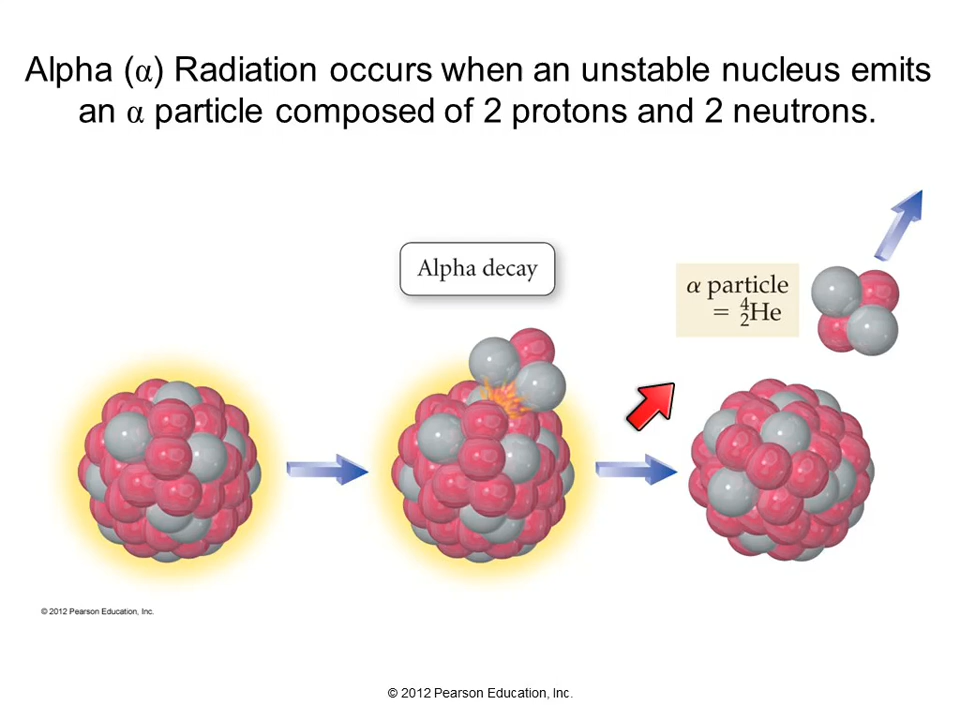 Alpha (α) Radiation occurs when an unstable nucleus emits
an α particle composed of 2 protons and 2 neutrons.
Alpha decay
α particle
= ⁴₂He
© 2012 Pearson Education, Inc.
© 2012 Pearson Education, Inc.